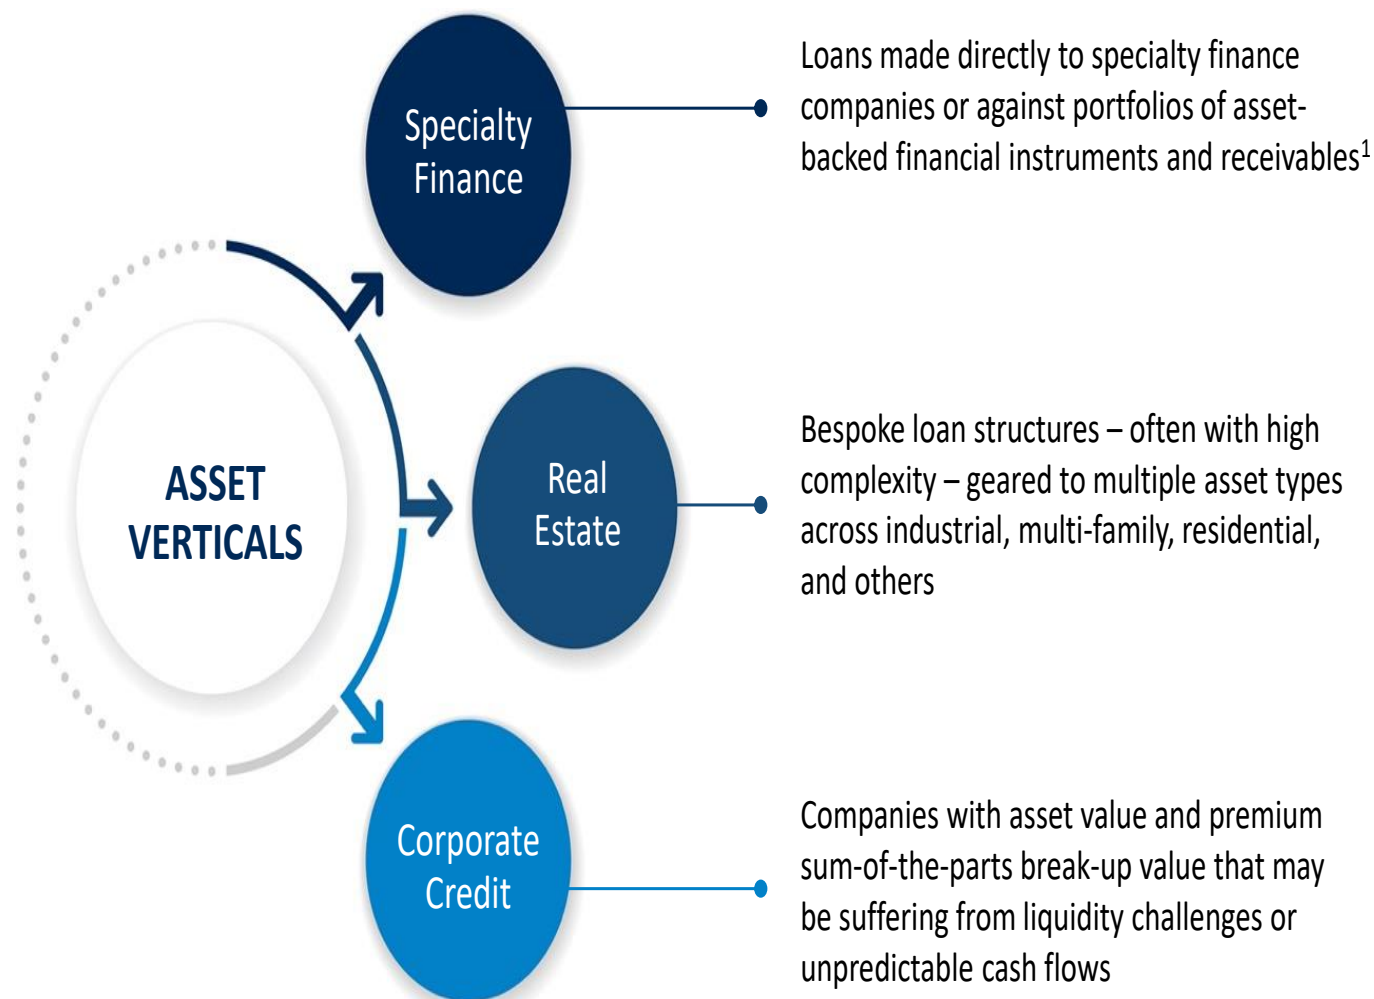 Specialty
Finance
Loans made directly to specialty finance
companies or against portfolios of asset-
backed financial instruments and receivables¹
ASSET
VERTICALS
Real
Estate
Bespoke loan structures – often with high
complexity – geared to multiple asset types
across industrial, multi-family, residential,
and others
Corporate
Credit
Companies with asset value and premium
sum-of-the-parts break-up value that may
be suffering from liquidity challenges or
unpredictable cash flows